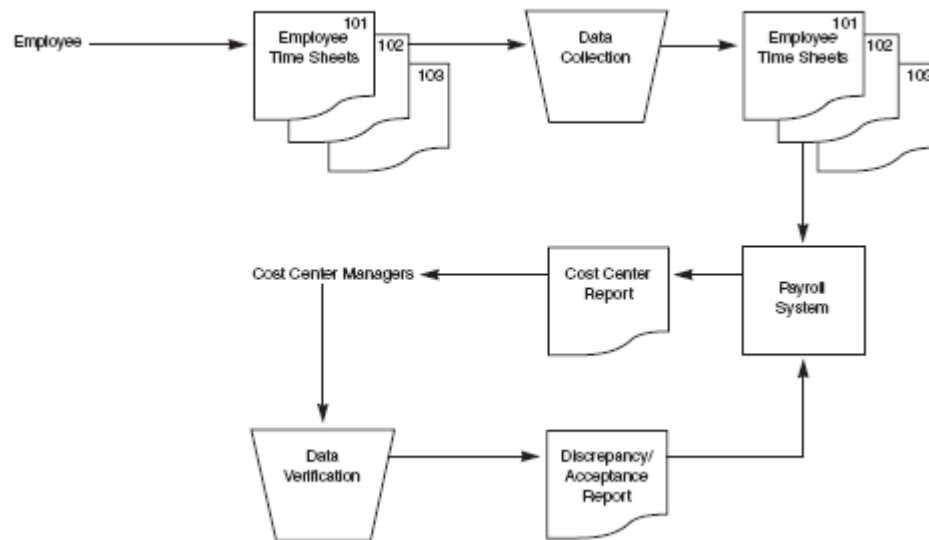 Employee
101
Employee
Time Sheets
102
103
Data
Collection
101
Employee
Time Sheets
102
103
Cost Center Managers
Cost Center
Report
Payroll
System
Data
Verification
Discrepancy/
Acceptance
Report